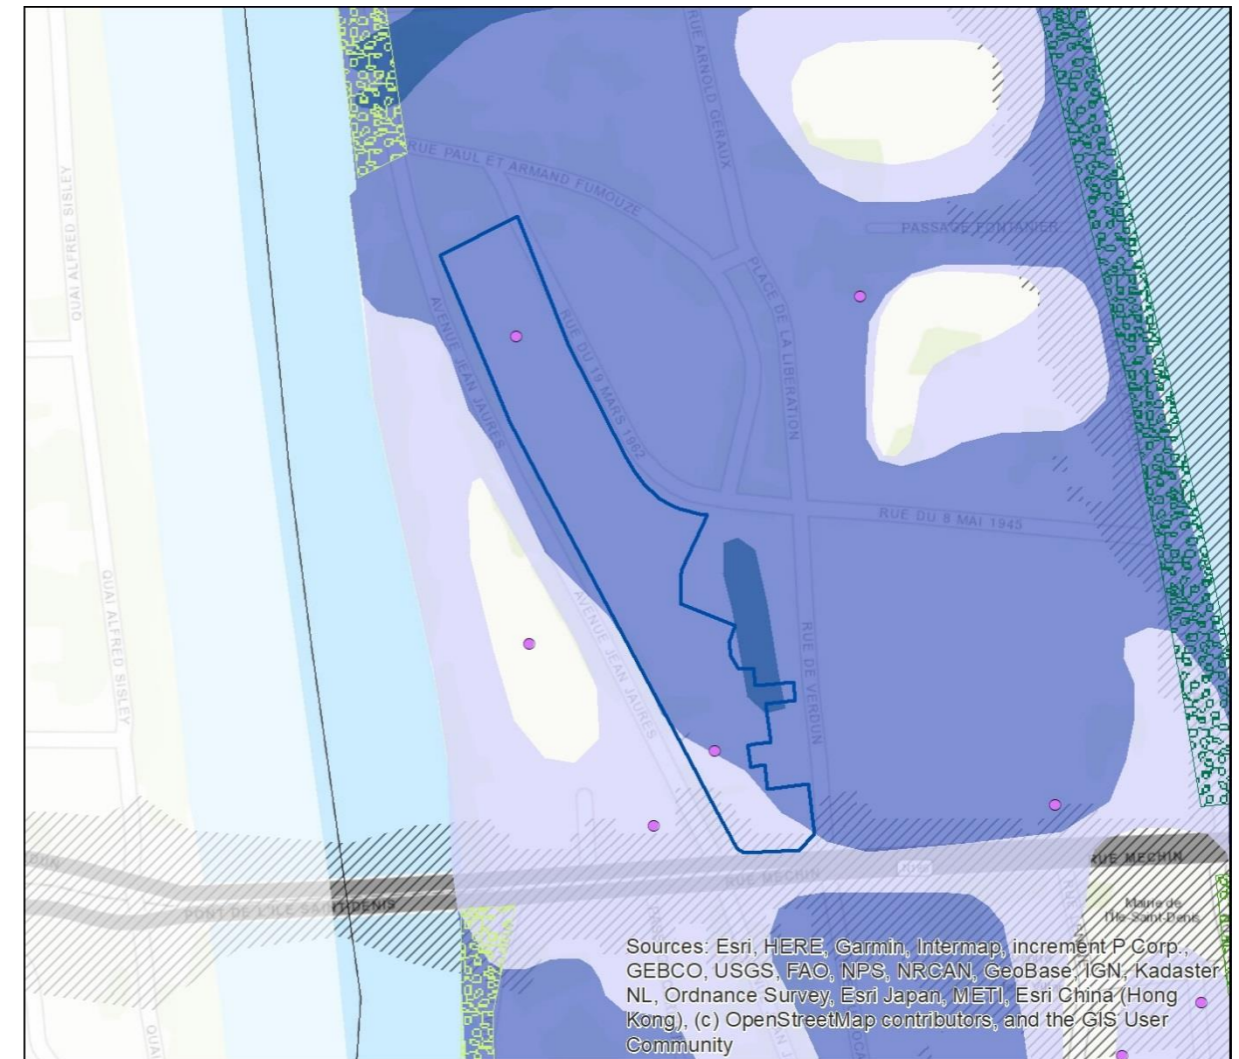 RUE ARNOLD GERAUX
QUAI ALFRED SISLEY
RUE PAUL ET ARMAND FUMOUZE
PASSAGE FONTANIER
PLACE DE LA LIBERATION
AVENUE JEAN JAURES
RUE DU 19 MARS 1962
RUE DU 8 MAI 1945
QUAI ALFRED SISLEY
AVENUE JEAN JAURES
RUE DE VERDUN
RUE MECHIN
RUE MECHIN
PONT DE L'ILE SAINT-DENIS
Mairie de
l'Ile-Saint-Denis
Sources: Esri, HERE, Garmin, Intermap, increment P Corp.,
GEBCO, USGS, FAO, NPS, NRCAN, GeoBase, IGN, Kadaster
NL, Ordnance Survey, Esri Japan, METI, Esri China (Hong
Kong), (c) OpenStreetMap contributors, and the GIS User
Community